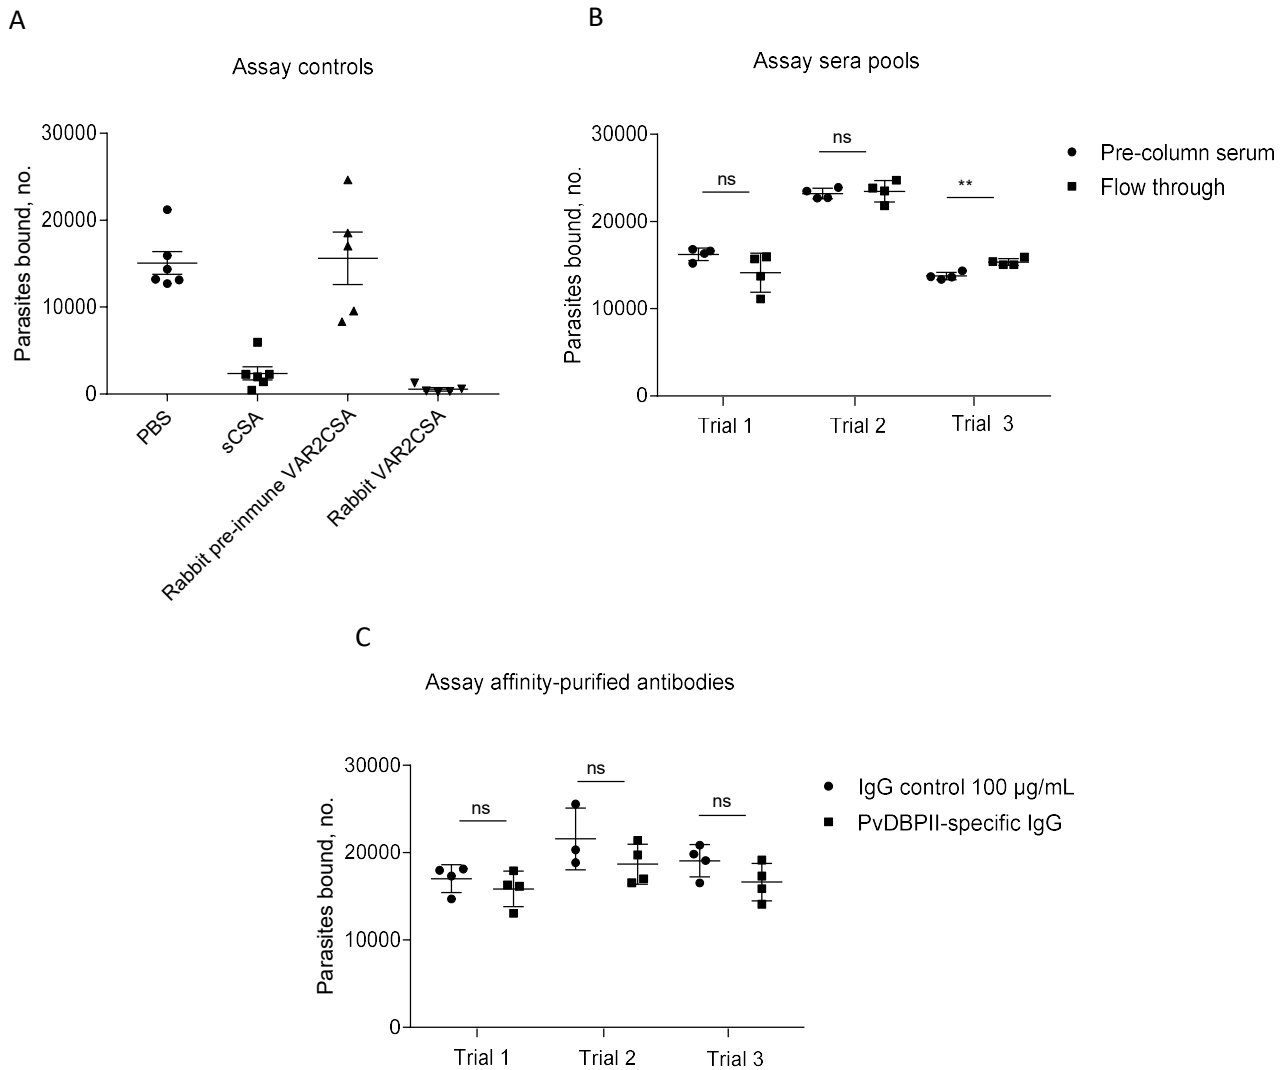 A
Assay controls
Parasites bound, no.
30000
20000
10000
0
PBS
sCSA
Rabbit pre-inmune VAR2CSA
Rabbit VAR2CSA
B
Assay sera pools
Parasites bound, no.
30000
20000
10000
0
ns
ns
**
Trial 1
Trial 2
Trial 3
Pre-column serum
Flow through
C
Assay affinity-purified antibodies
Parasites bound, no.
30000
20000
10000
0
ns
ns
ns
Trial 1
Trial 2
Trial 3
IgG control 100 µg/mL
PvDBPII-specific IgG